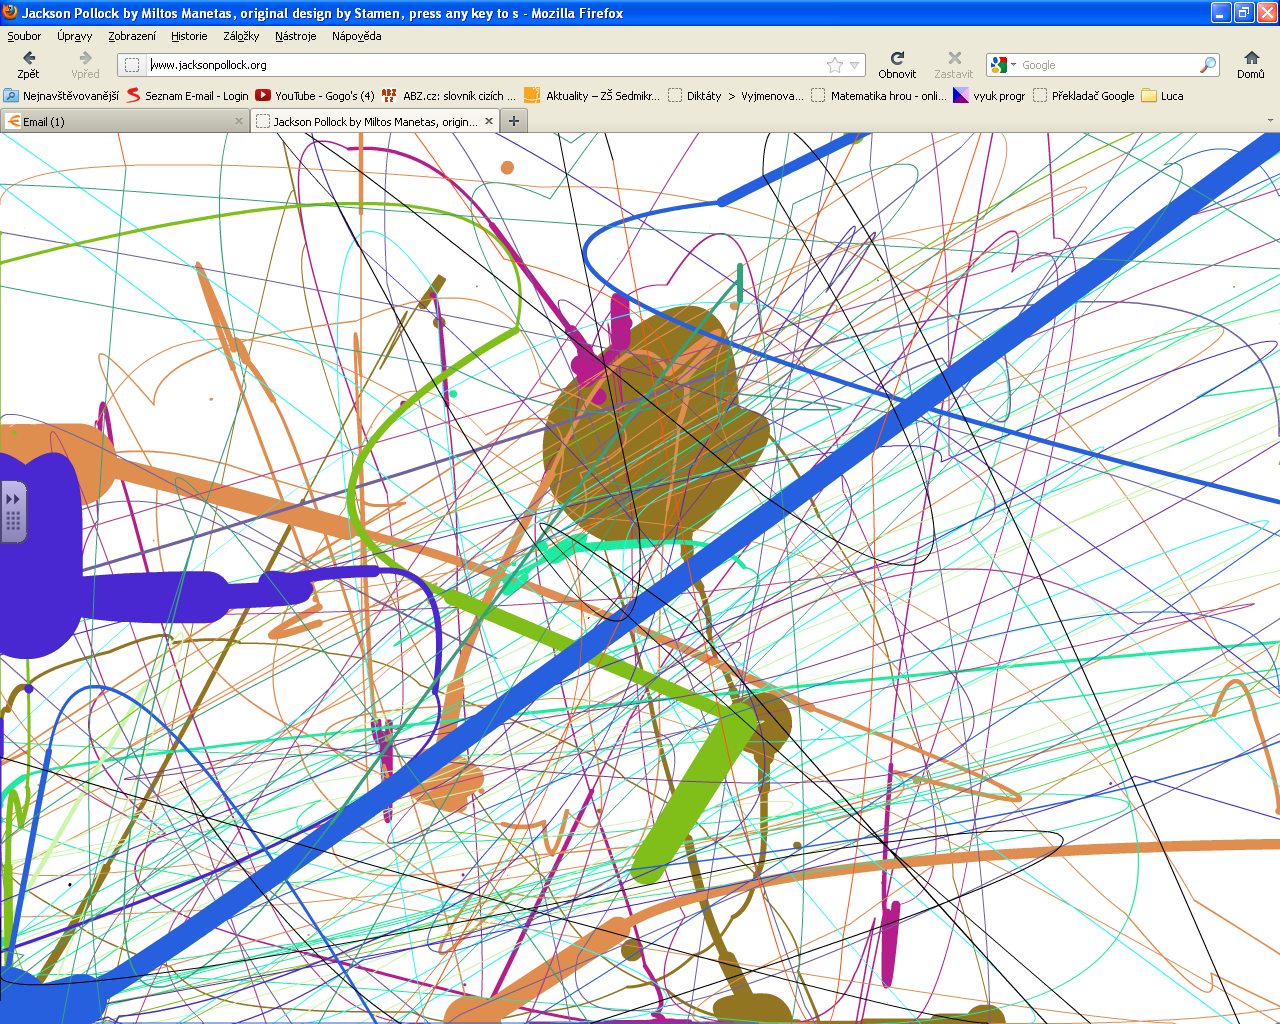 Jackson Pollock by Miltos Manetas, original design by Stamen, press any key to s - Mozilla Firefox
Soubor Úpravy Zobrazení Historie Záložky Nástroje Nápověda
www.jacksonpollock.org Google
Zpět Vpřed Obnovit Zastavit Domů
Nejnavštěvovanější Seznam E-mail - Login YouTube - Gogo's (4) ABZ.cz: slovník cizích ... Aktuality – ZŠ Sedmikr... Diktáty > Vyjmenova... Matematika hrou - onli... vyuk progr Překladač Google Luca
Email (1) Jackson Pollock by Miltos Manetas, origin...